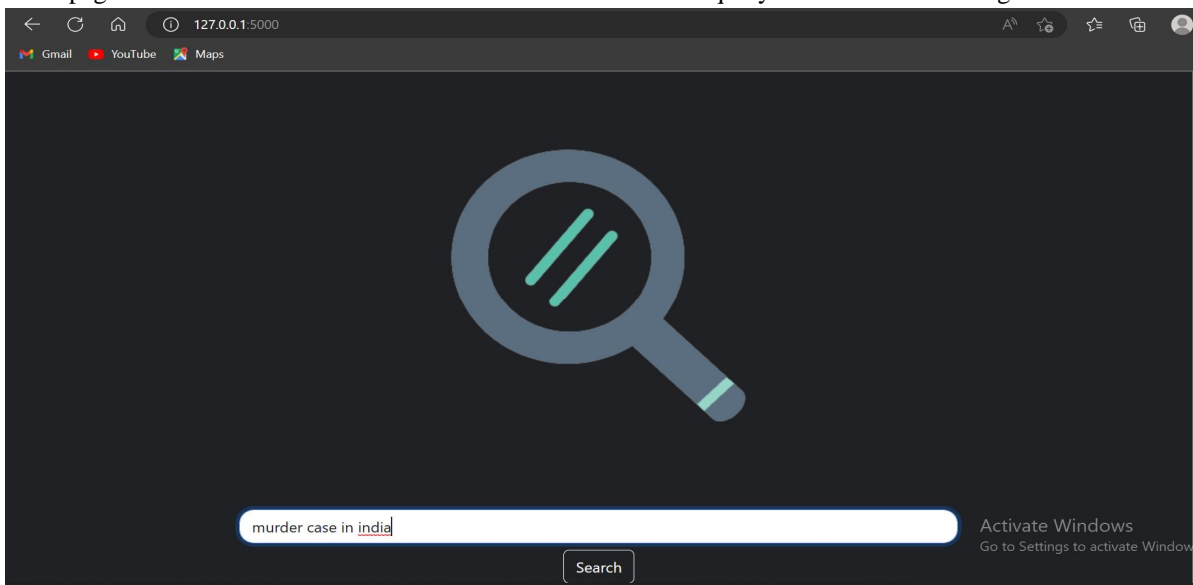 127.0.0.1:5000
Gmail YouTube Maps
murder case in india
Activate Windows
Go to Settings to activate Window
Search